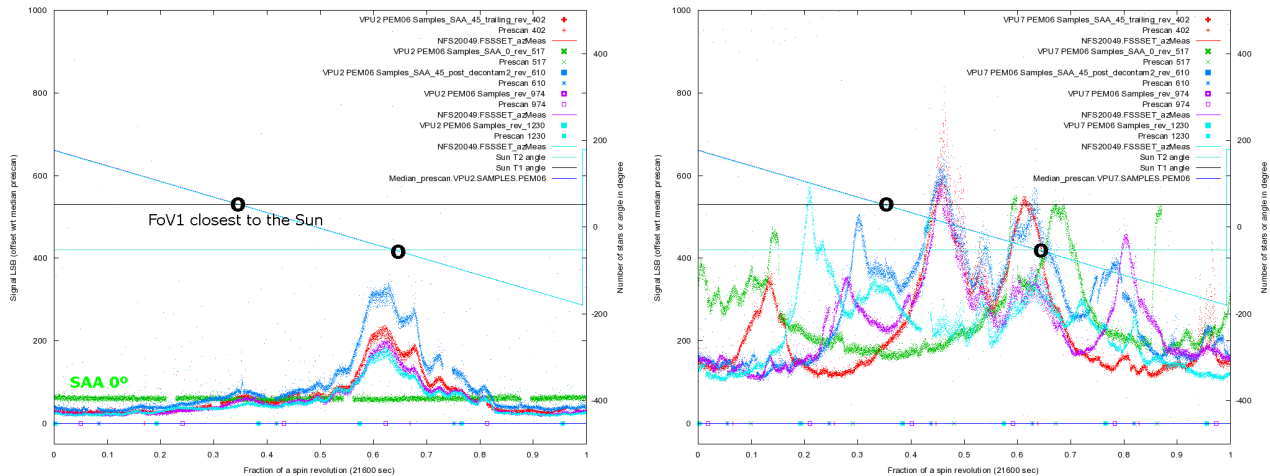 VPU2 PEM06 Samples_SAA_45_trailing_rev_402
Prescan 402
NFS20049.FSSSET_azMeas
VPU2 PEM06 Samples_SAA_0_rev_517
Prescan 517
VPU2 PEM06 Samples_SAA_45_post_decontam2_rev_610
Prescan 610
VPU2 PEM06 Samples_rev_974
Prescan 974
NFS20049.FSSSET_azMeas
VPU2 PEM06 Samples_rev_1230
Prescan 1230
NFS20049.FSSSET_azMeas
Sun T2 angle
Sun T1 angle
Median_prescan.VPU2.SAMPLES.PEM06
1000
800
600
400
200
0
Signal LSB (offset wrt median prescan)
400
200
0
-200
-400
Number of stars or angle in degree
FoV1 closest to the Sun
SAA 0º
0 0.1 0.2 0.3 0.4 0.5 0.6 0.7 0.8 0.9 1
Fraction of a spin revolution (21600 sec)
VPU7 PEM06 Samples_SAA_45_trailing_rev_402
Prescan 402
NFS20049.FSSSET_azMeas
VPU7 PEM06 Samples_SAA_0_rev_517
Prescan 517
VPU7 PEM06 Samples_SAA_45_post_decontam2_rev_610
Prescan 610
VPU7 PEM06 Samples_rev_974
Prescan 974
NFS20049.FSSSET_azMeas
VPU7 PEM06 Samples_rev_1230
Prescan 1230
NFS20049.FSSSET_azMeas
Sun T2 angle
Sun T1 angle
Median_prescan.VPU7.SAMPLES.PEM06
1000
800
600
400
200
0
Signal LSB (offset wrt median prescan)
400
200
0
-200
-400
Number of stars or angle in degree
0 0.1 0.2 0.3 0.4 0.5 0.6 0.7 0.8 0.9 1
Fraction of a spin revolution (21600 sec)